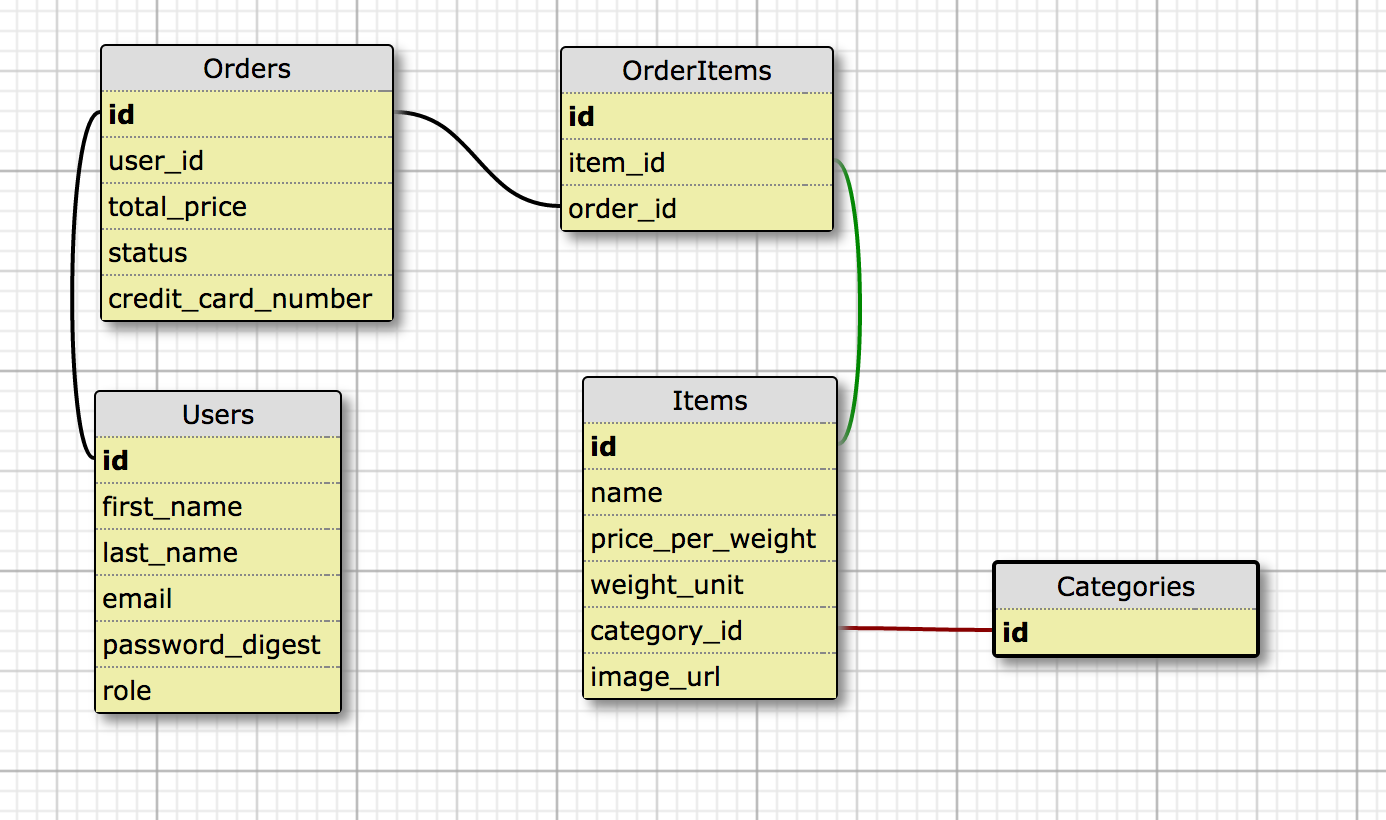 Orders
id
user_id
total_price
status
credit_card_number
OrderItems
id
item_id
order_id
Users
id
first_name
last_name
email
password_digest
role
Items
id
name
price_per_weight
weight_unit
category_id
image_url
Categories
id